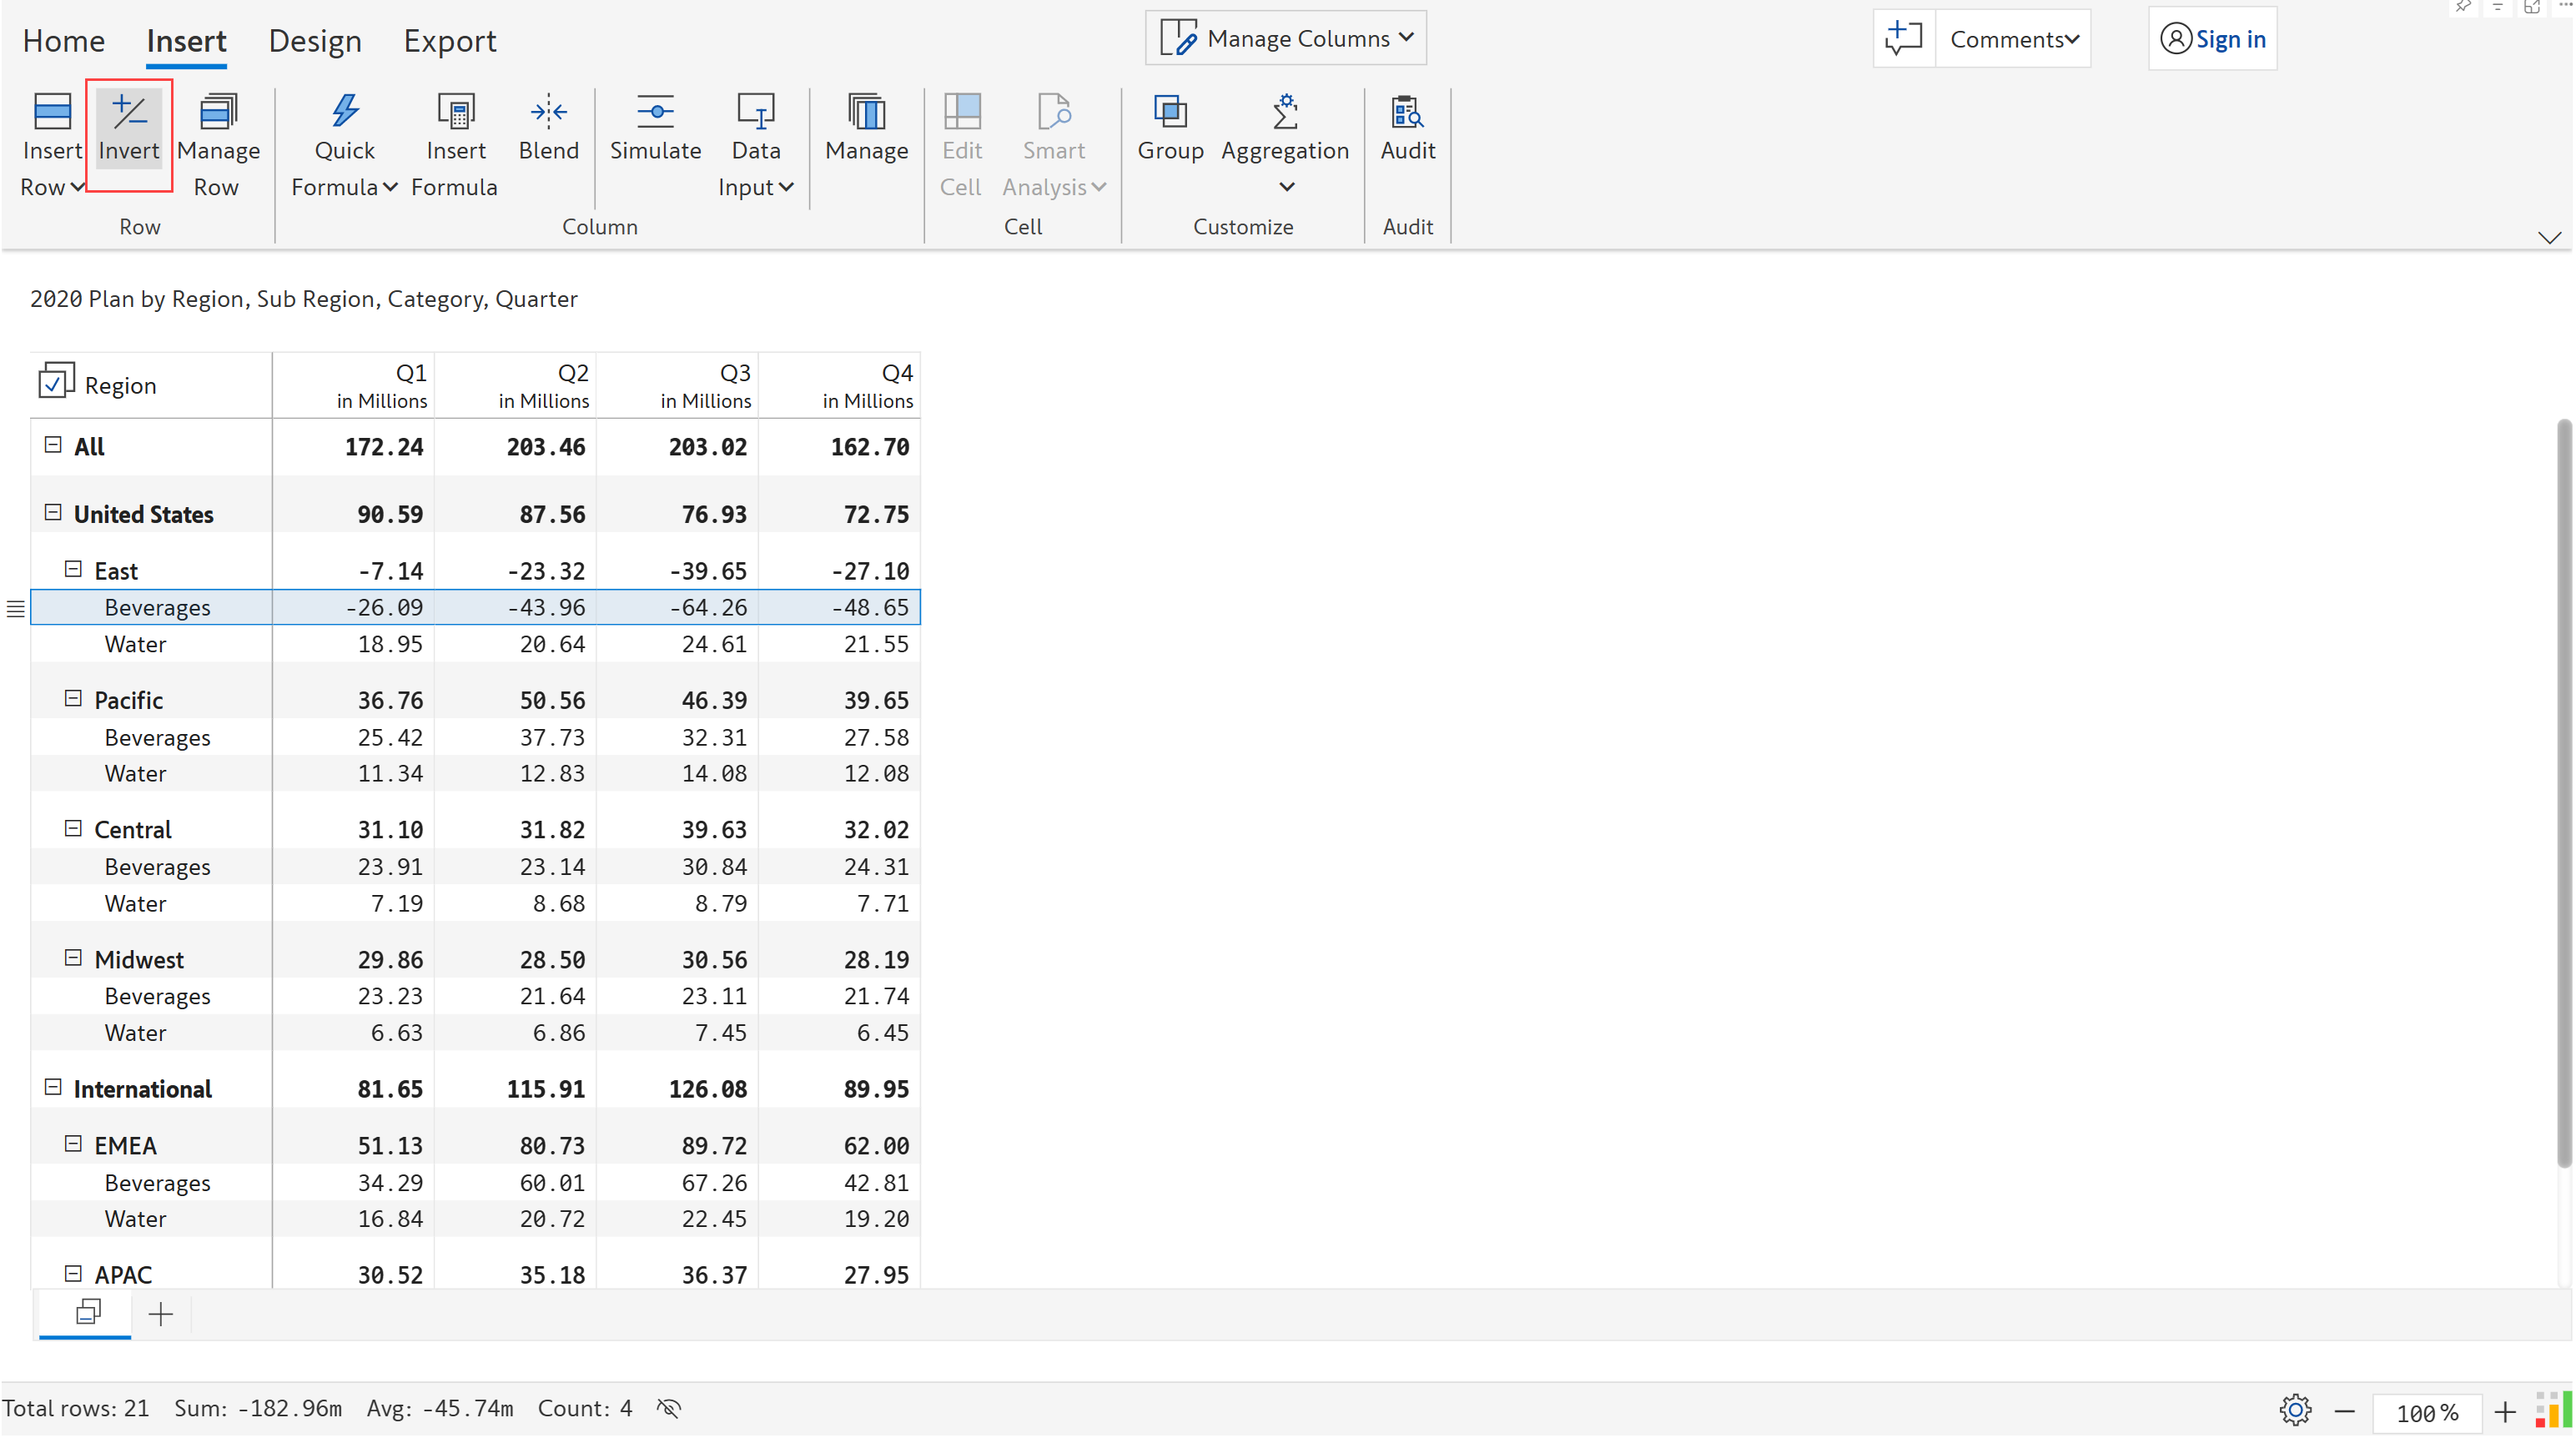 Home Insert Design Export Manage Columns Comments Sign in
Insert Row Invert Manage Row Quick Formula Insert Formula Blend Simulate Data Input Manage Edit Cell Smart Analysis Group Aggregation Audit
Row Column Cell Customize Audit
2020 Plan by Region, Sub Region, Category, Quarter
Region Q1 in Millions Q2 in Millions Q3 in Millions Q4 in Millions
All 172.24 203.46 203.02 162.70
United States 90.59 87.56 76.93 72.75
East -7.14 -23.32 -39.65 -27.10
Beverages -26.09 -43.96 -64.26 -48.65
Water 18.95 20.64 24.61 21.55
Pacific 36.76 50.56 46.39 39.65
Beverages 25.42 37.73 32.31 27.58
Water 11.34 12.83 14.08 12.08
Central 31.10 31.82 39.63 32.02
Beverages 23.91 23.14 30.84 24.31
Water 7.19 8.68 8.79 7.71
Midwest 29.86 28.50 30.56 28.19
Beverages 23.23 21.64 23.11 21.74
Water 6.63 6.86 7.45 6.45
International 81.65 115.91 126.08 89.95
EMEA 51.13 80.73 89.72 62.00
Beverages 34.29 60.01 67.26 42.81
Water 16.84 20.72 22.45 19.20
APAC 30.52 35.18 36.37 27.95
Total rows: 21 Sum: -182.96m Avg: -45.74m Count: 4 100%